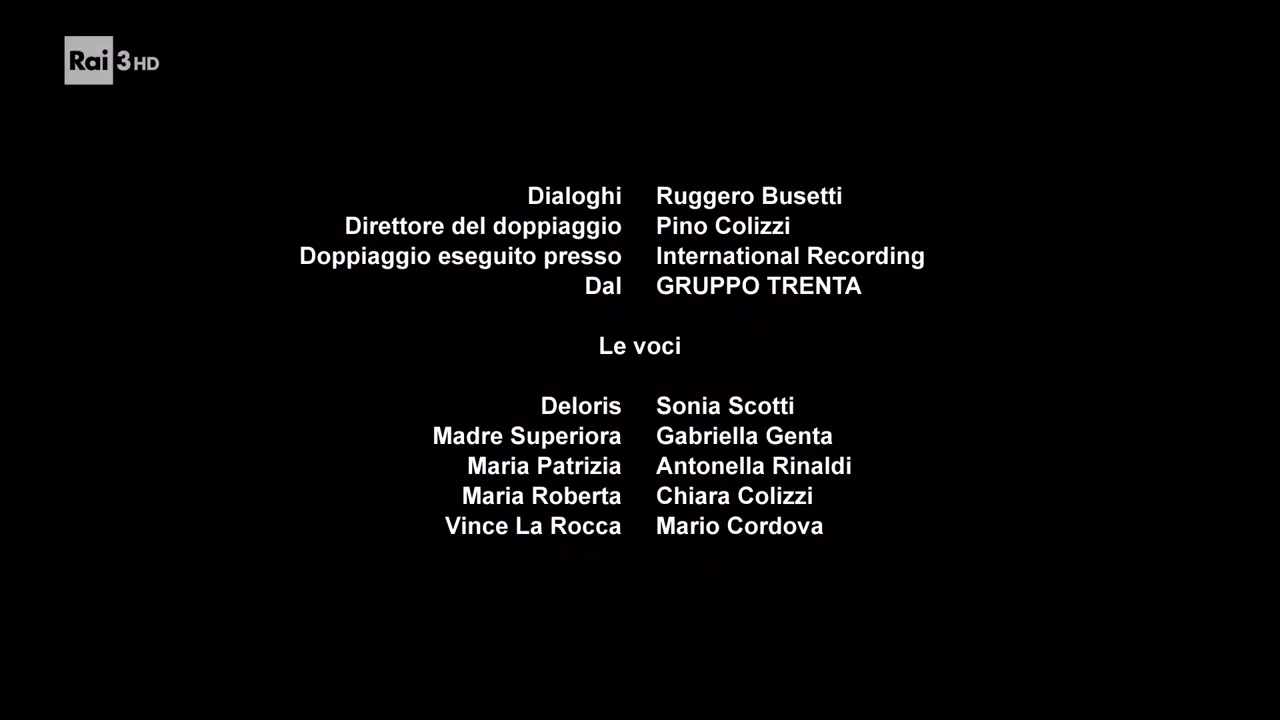 Rai 3 HD
Dialoghi Ruggero Busetti
Direttore del doppiaggio Pino Colizzi
Doppiaggio eseguito presso International Recording
Dal GRUPPO TRENTA
Le voci
Deloris Sonia Scotti
Madre Superiora Gabriella Genta
Maria Patrizia Antonella Rinaldi
Maria Roberta Chiara Colizzi
Vince La Rocca Mario Cordova